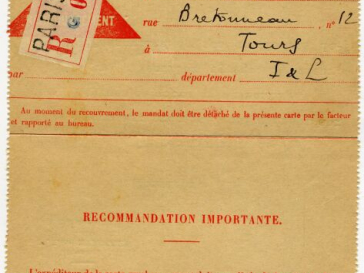 PARIS
R
MENT
rue Bretonneau, n° 12
à Tours
par département I & L
Au moment du recouvrement, le mandat doit être détaché de la présente carte par le facteur
et rapporté au bureau.
RECOMMANDATION IMPORTANTE.